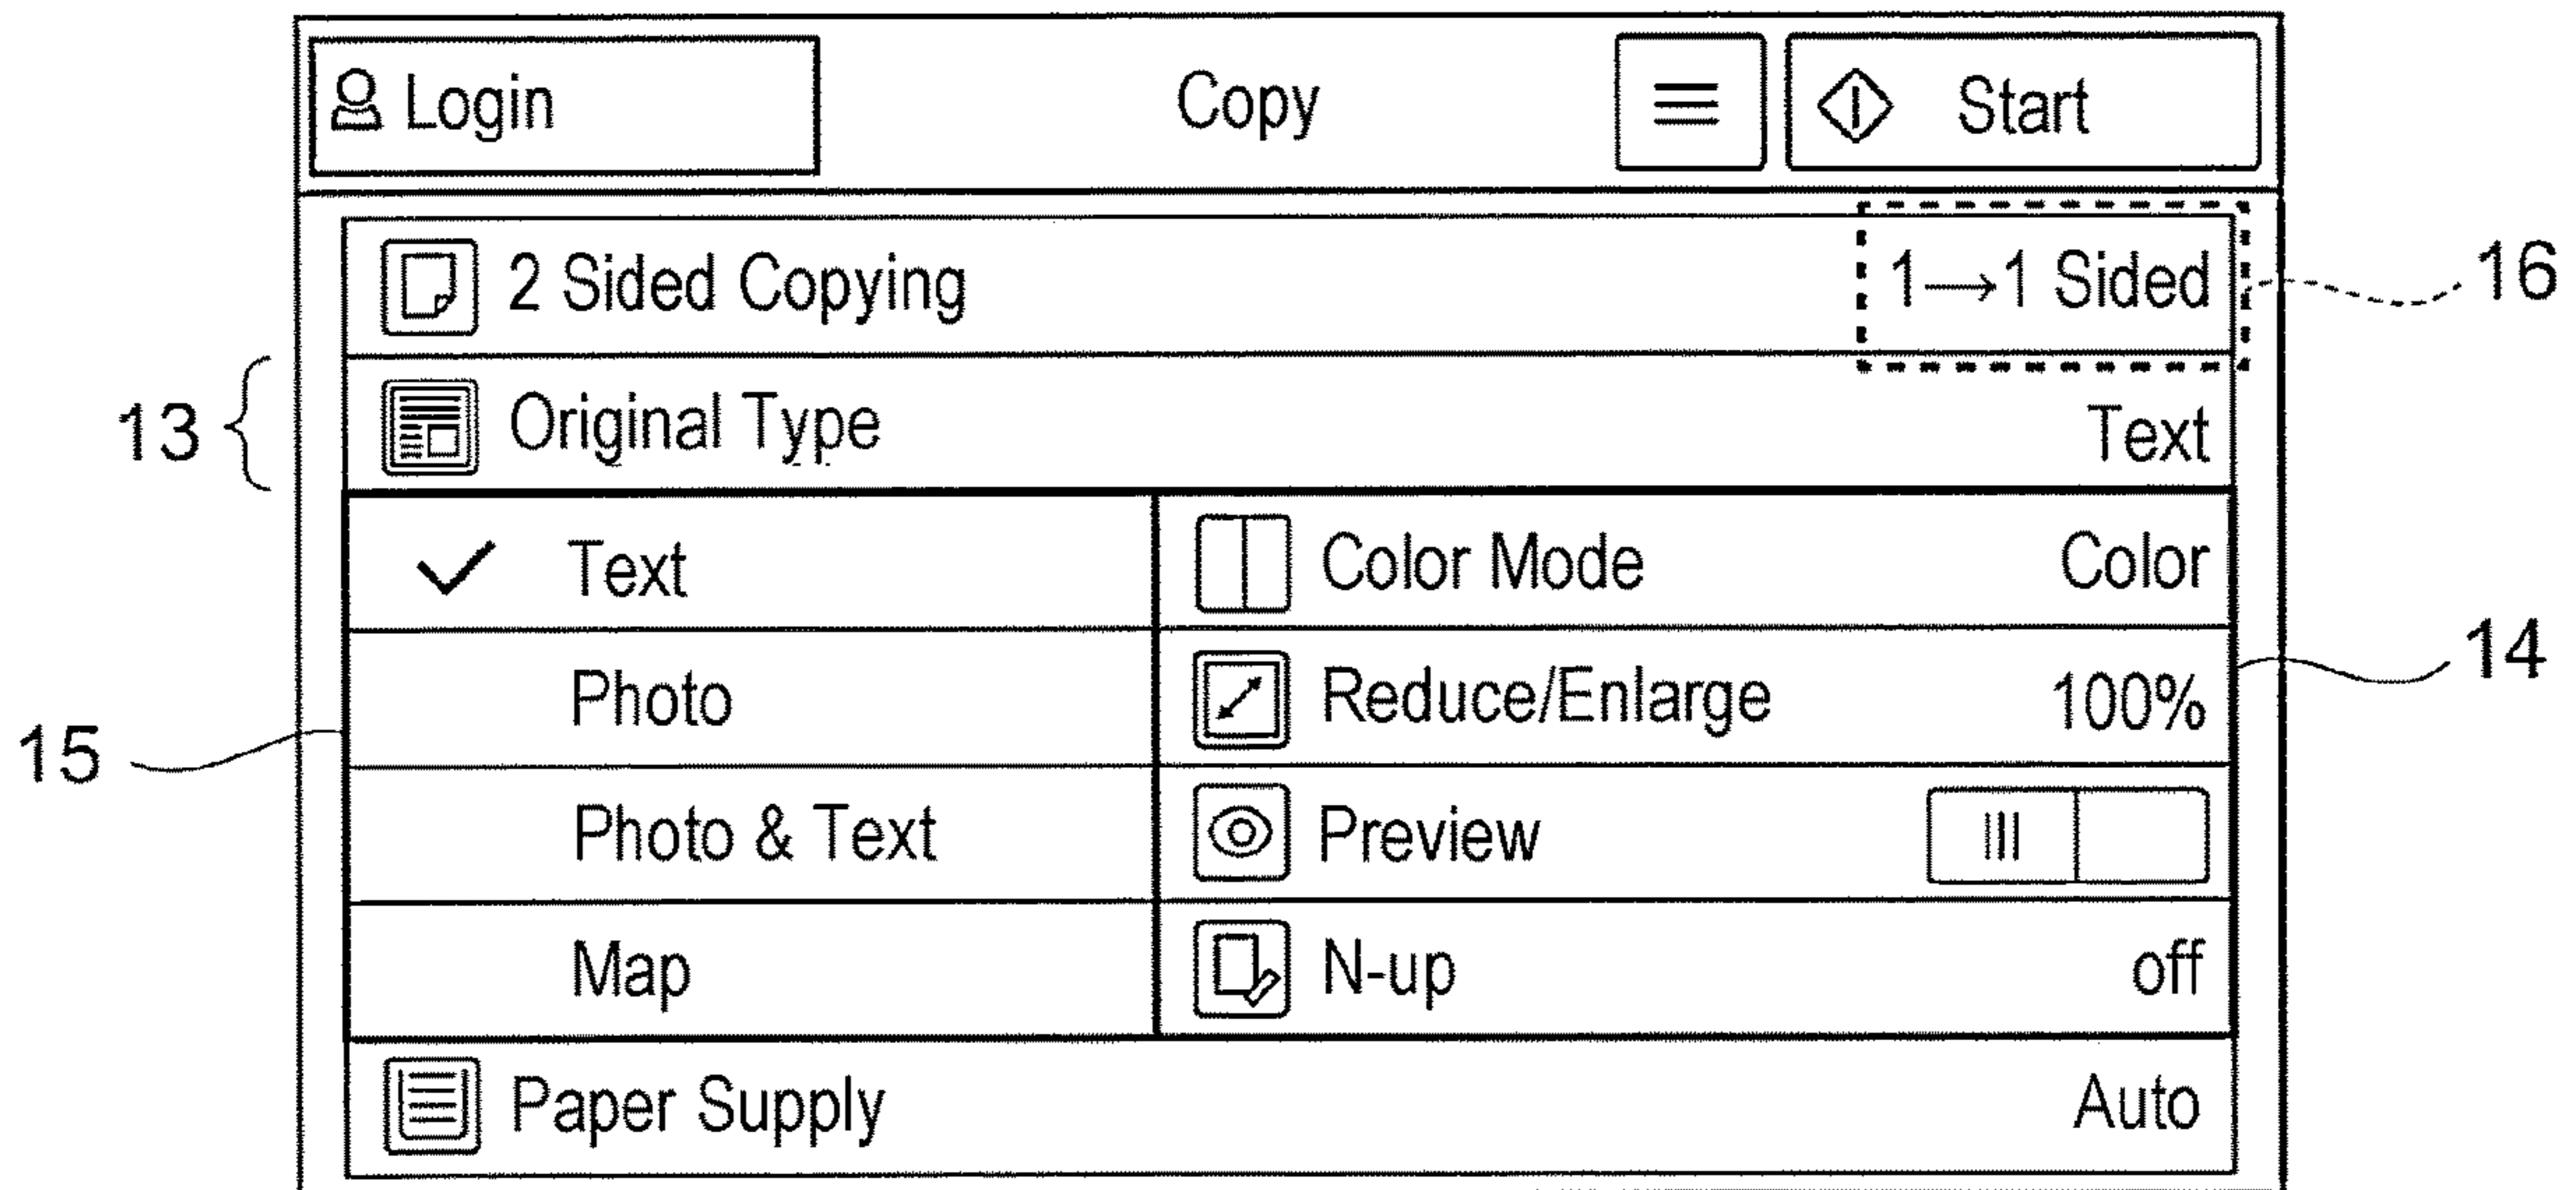 Login Copy Start
2 Sided Copying 1→1 Sided 16
13 Original Type Text
Text Color Mode Color
Photo Reduce/Enlarge 100% 14
15
Photo & Text Preview
Map N-up off
Paper Supply Auto